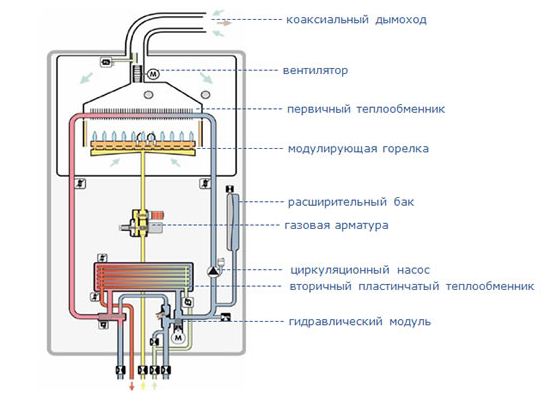 коаксиальный дымоход
вентилятор
M
первичный теплообменник
модулирующая горелка
расширительный бак
газовая арматура
циркуляционный насос
вторичный пластинчатый теплообменник
гидравлический модуль
M